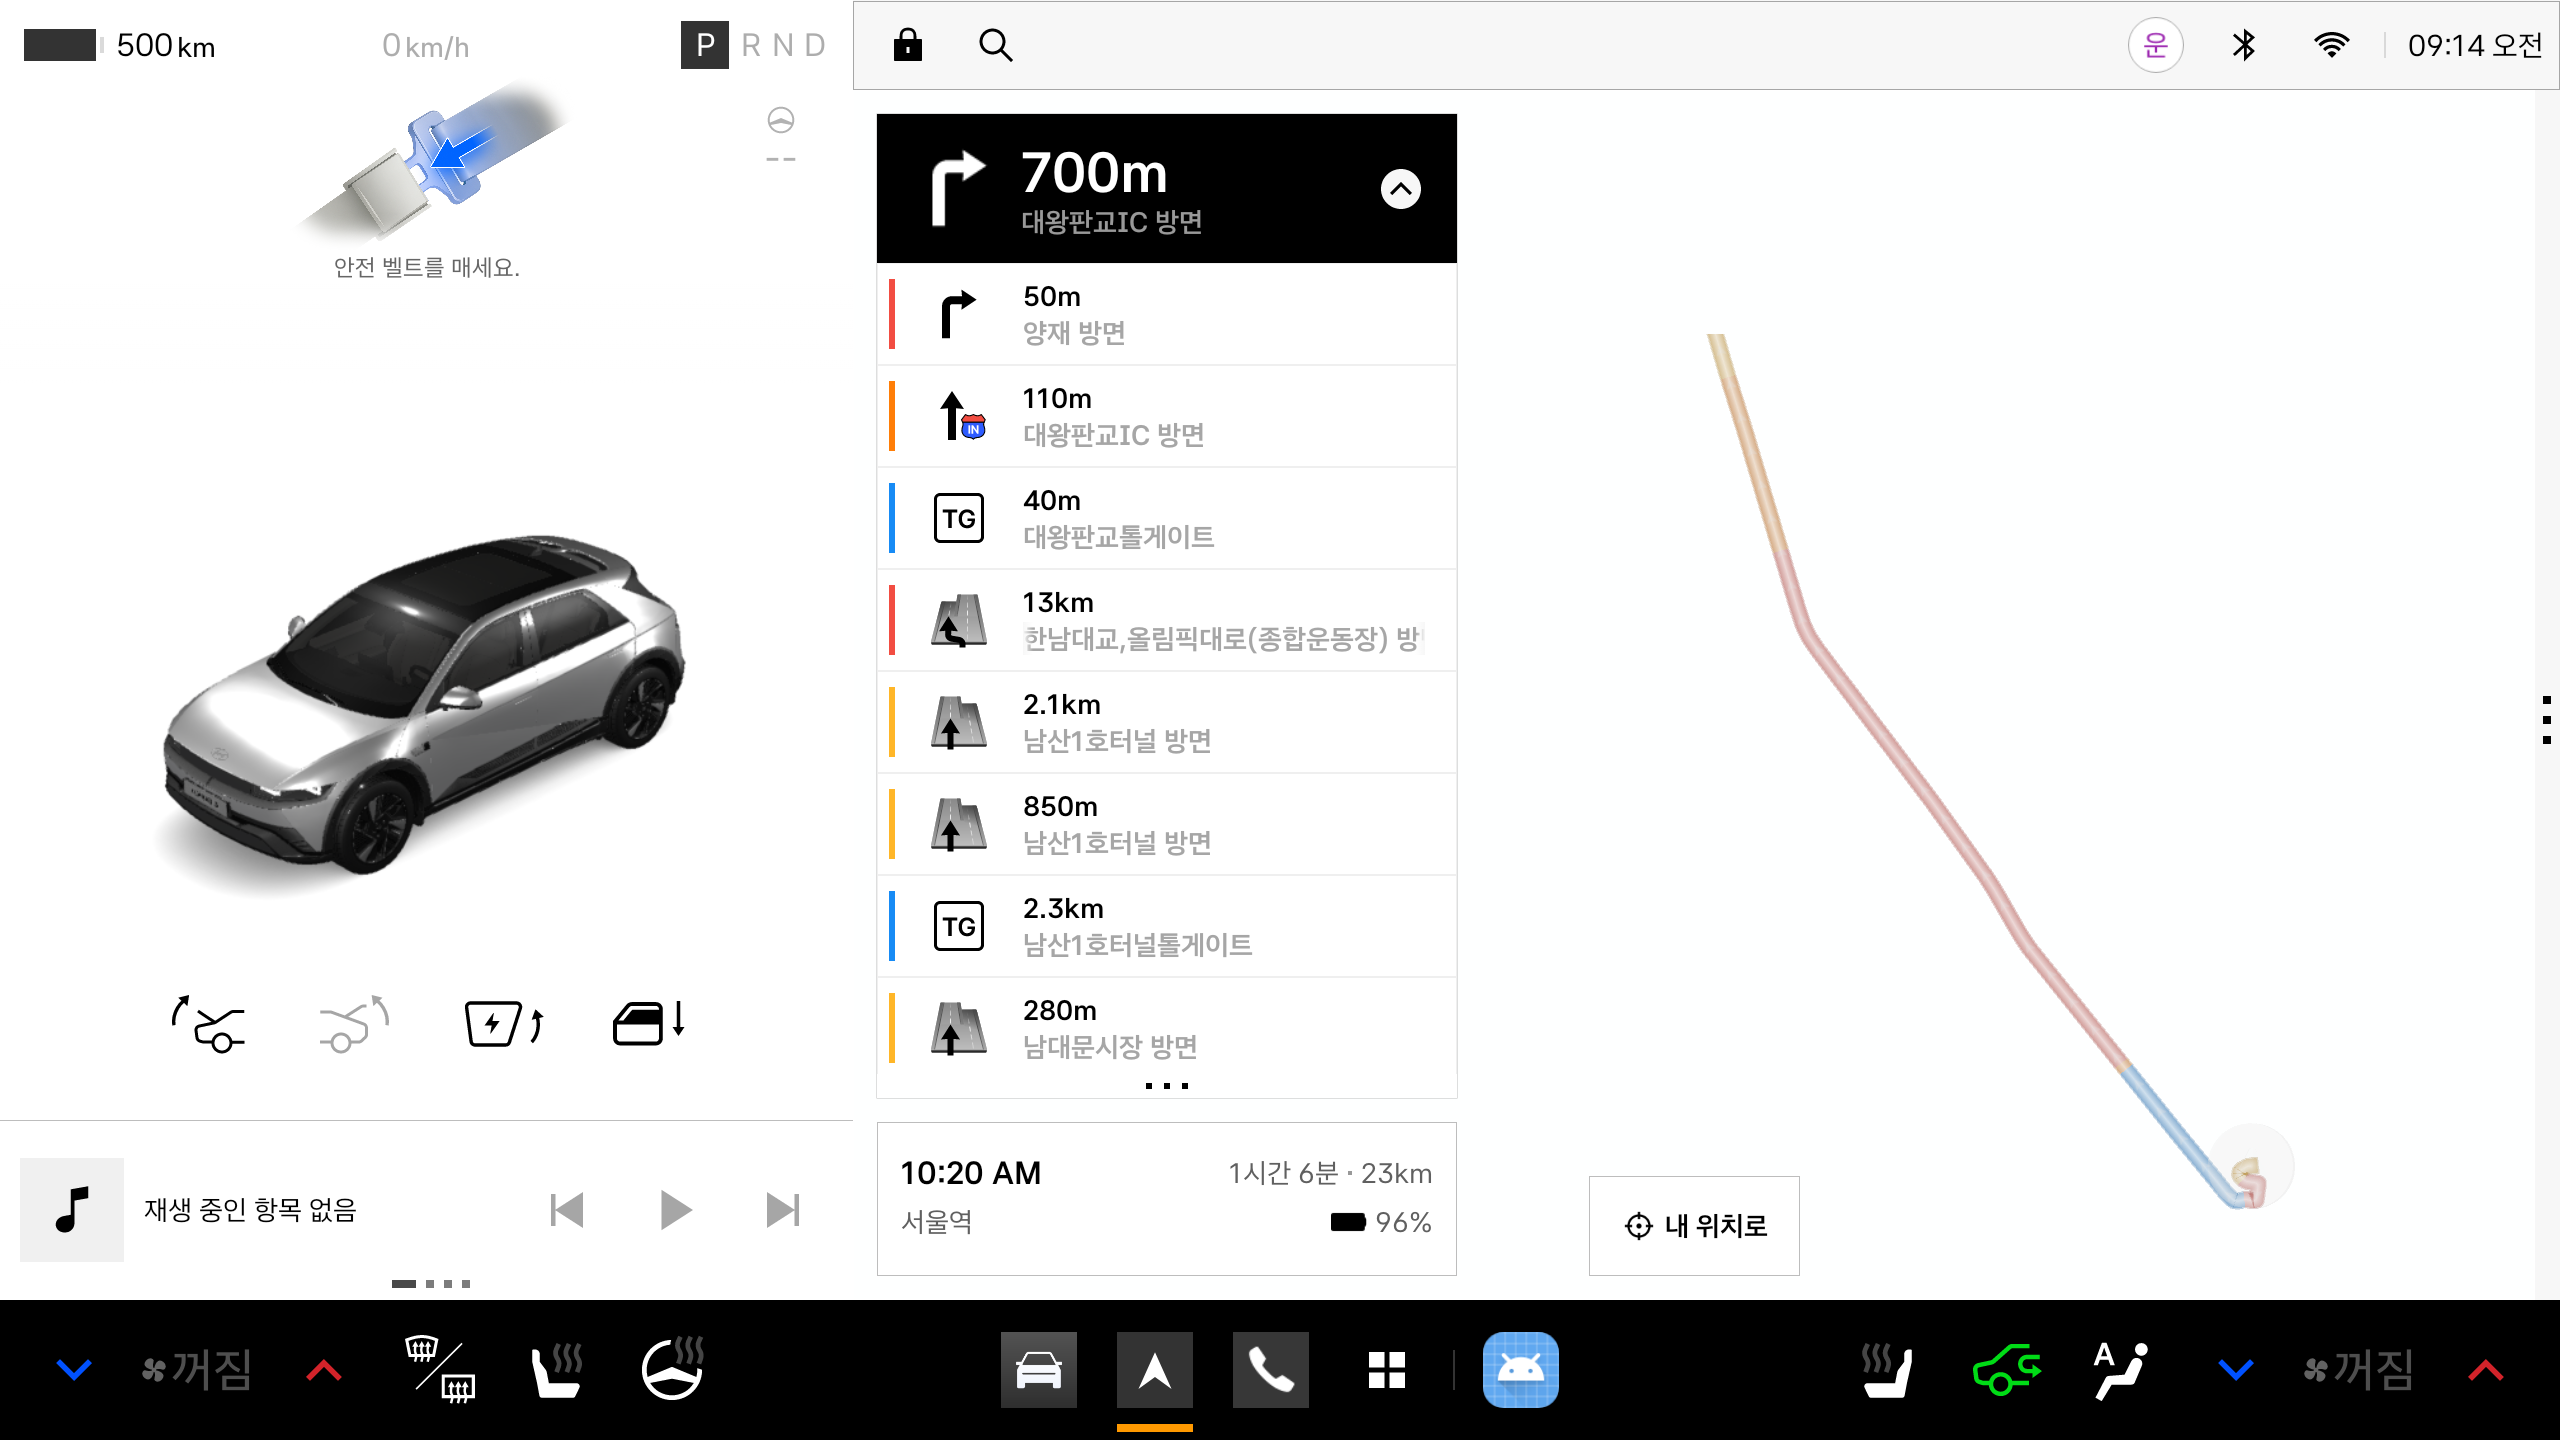 500 km
0 km/h
P R N D
운
09:14 오전
안전 벨트를 매세요.
700m
대왕판교IC 방면
50m
양재 방면
110m
IN
대왕판교IC 방면
TG
40m
대왕판교톨게이트
13km
한남대교,올림픽대로(종합운동장) 방
2.1km
남산1호터널 방면
850m
남산1호터널 방면
TG
2.3km
남산1호터널톨게이트
280m
남대문시장 방면
재생 중인 항목 없음
10:20 AM
1시간 6분 · 23km
서울역
96%
내 위치로
꺼짐
A
꺼짐